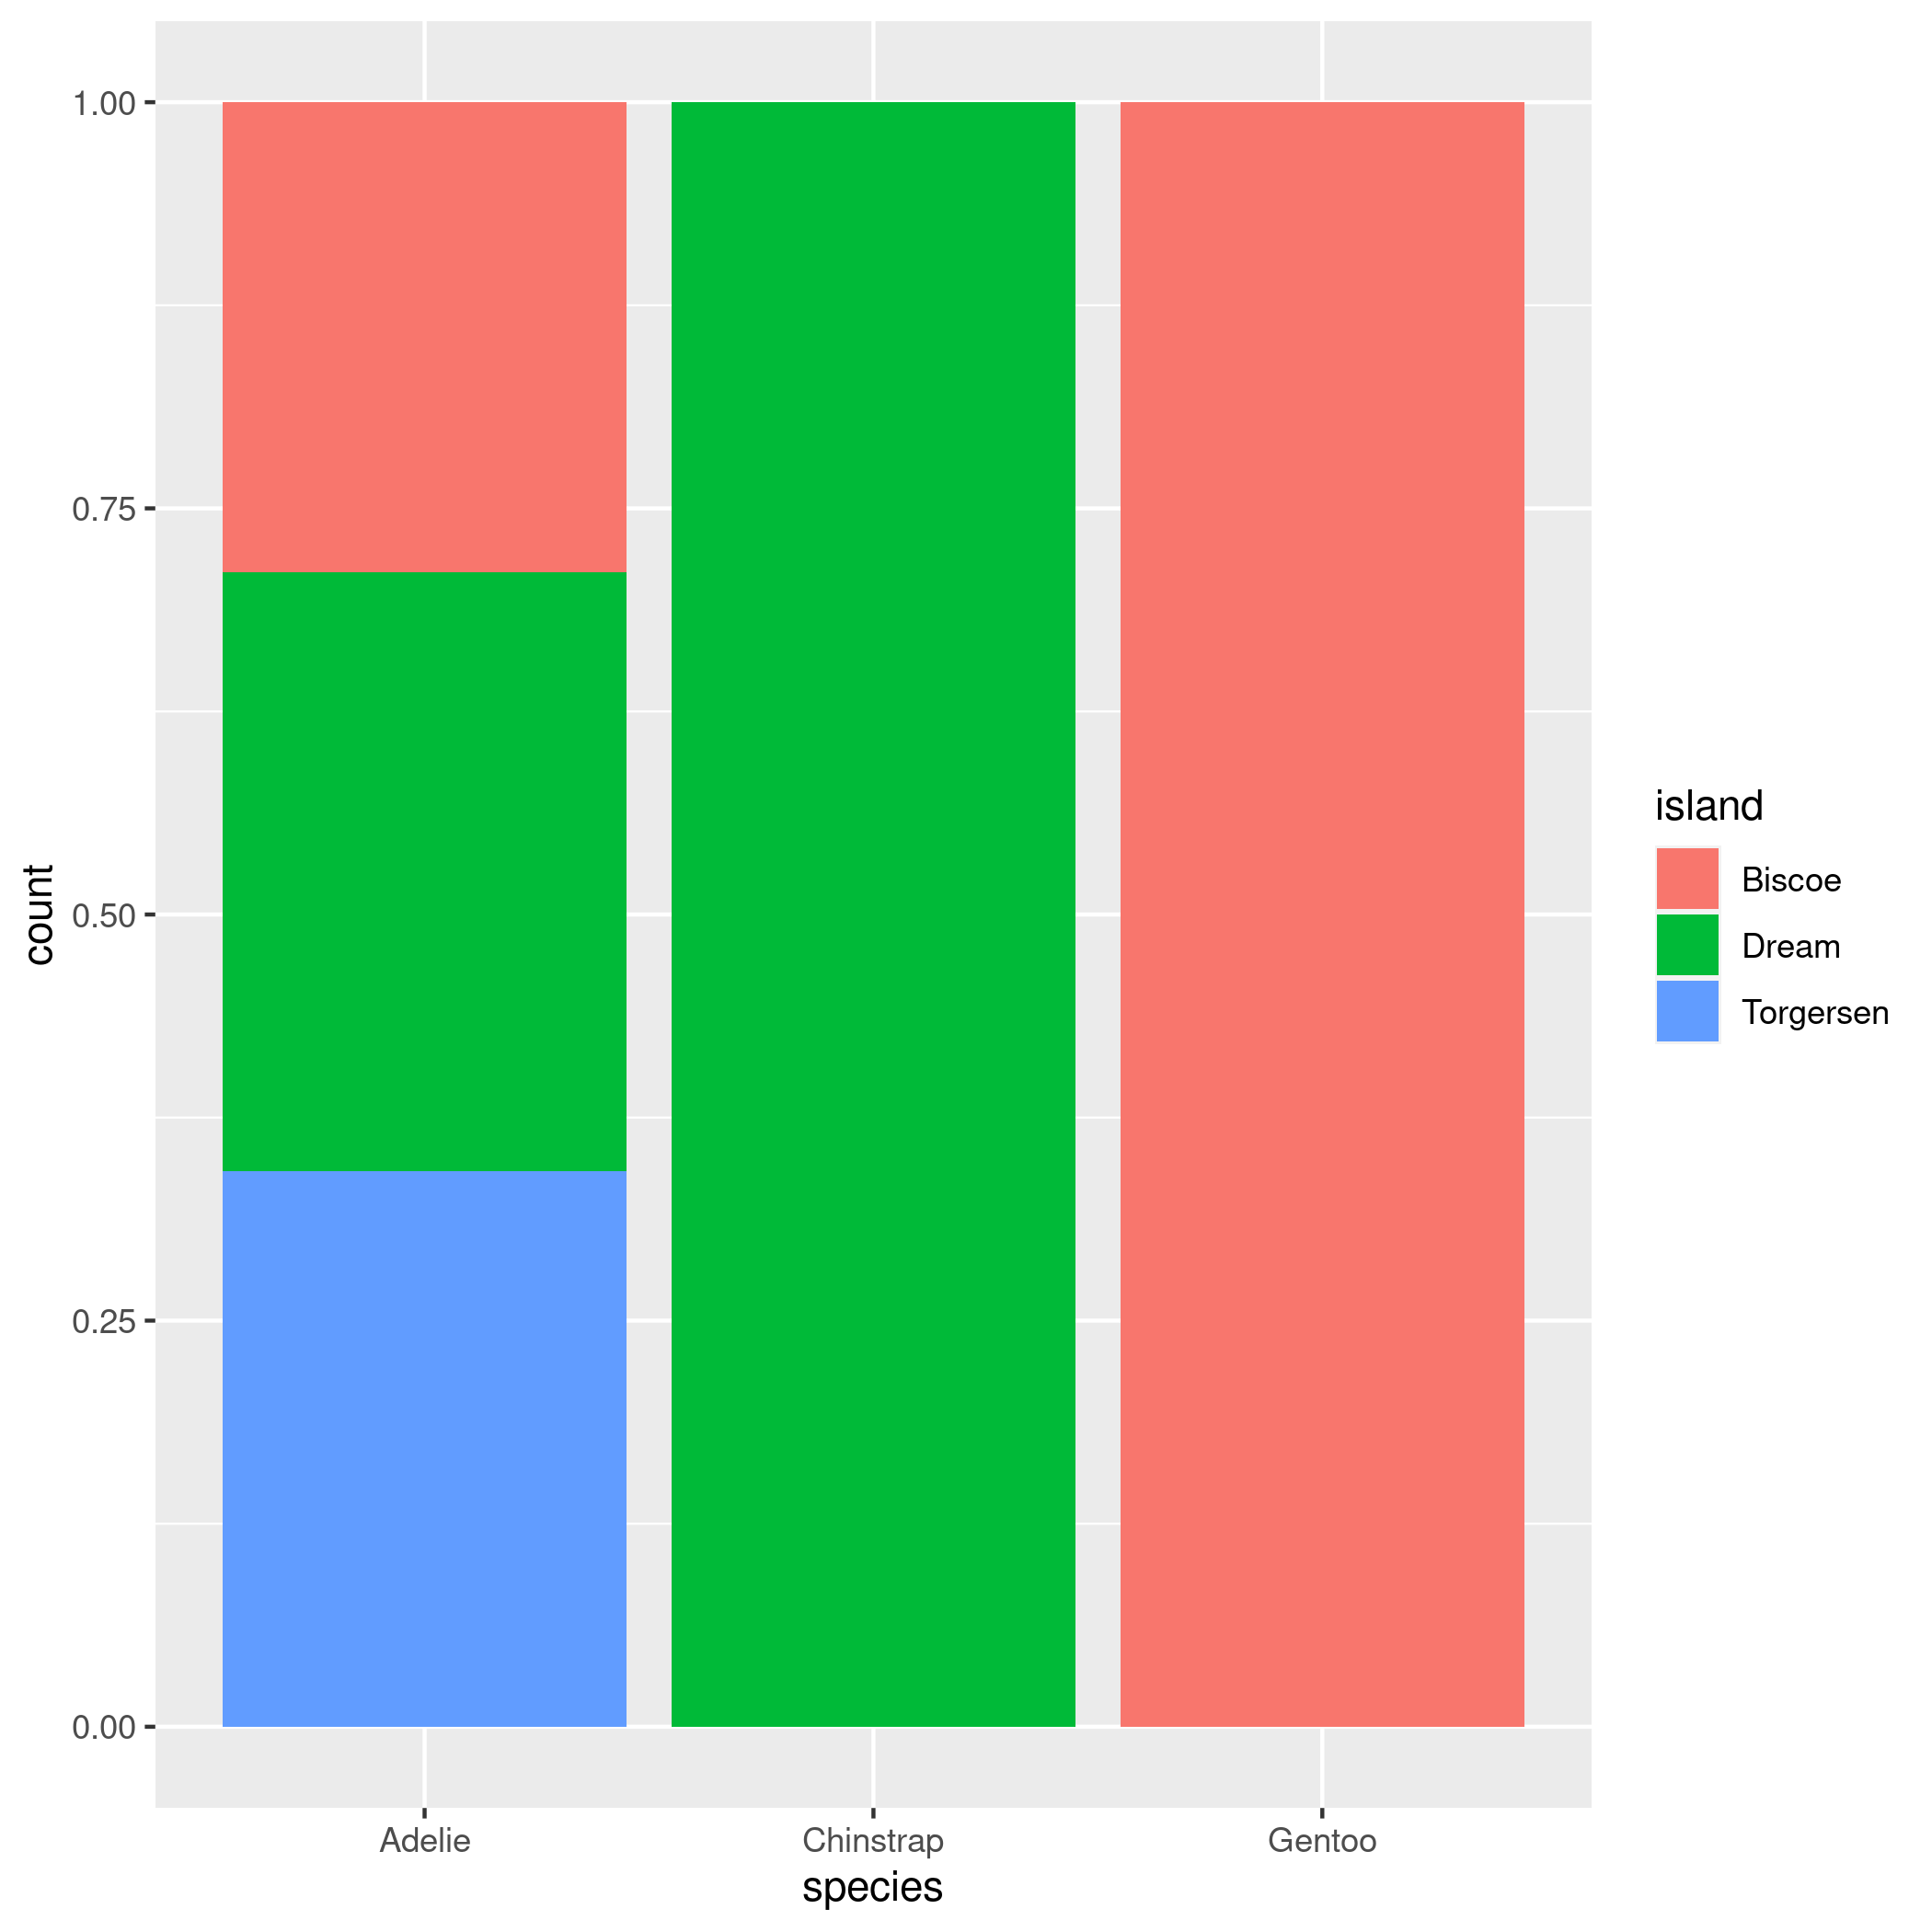 1.00
0.75
0.50
0.25
0.00
count
Adelie
Chinstrap
Gentoo
species
island
Biscoe
Dream
Torgersen